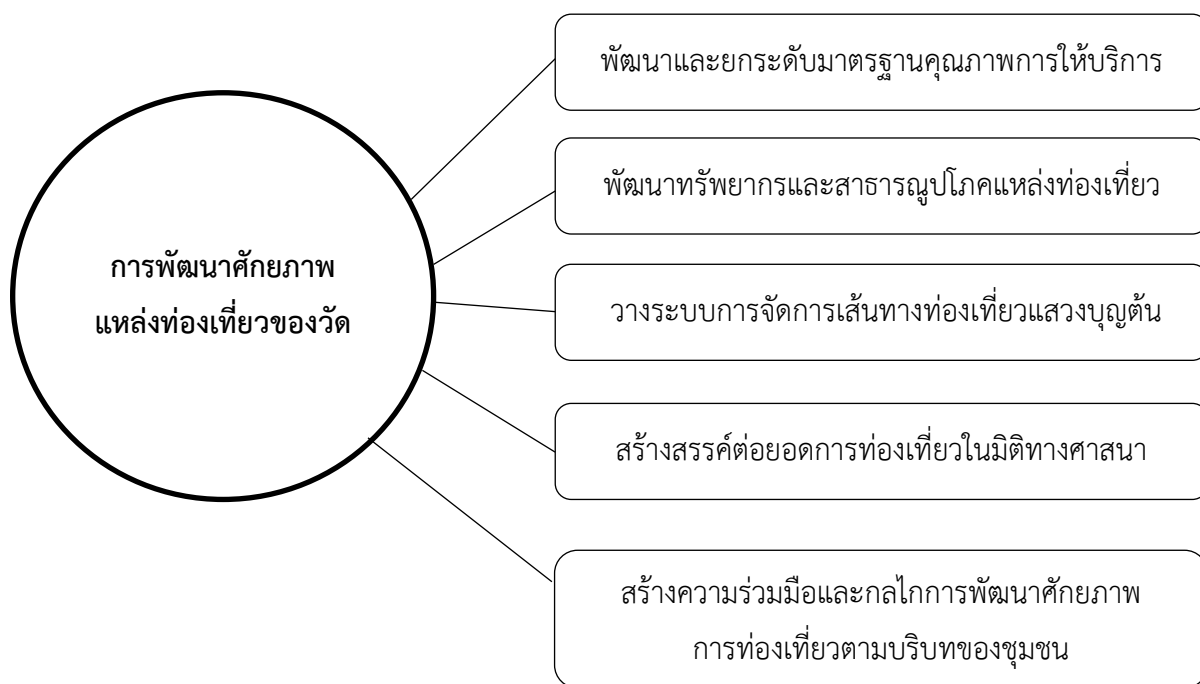 การพัฒนาศักยภาพ
แหล่งท่องเที่ยวของวัด
พัฒนาและยกระดับมาตรฐานคุณภาพการให้บริการ
พัฒนาทรัพยากรและสาธารณูปโภคแหล่งท่องเที่ยว
วางระบบการจัดการเส้นทางท่องเที่ยวแสวงบุญต้น
สร้างสรรค์ต่อยอดการท่องเที่ยวในมิติทางศาสนา
สร้างความร่วมมือและกลไกการพัฒนาศักยภาพ
การท่องเที่ยวตามบริบทของชุมชน